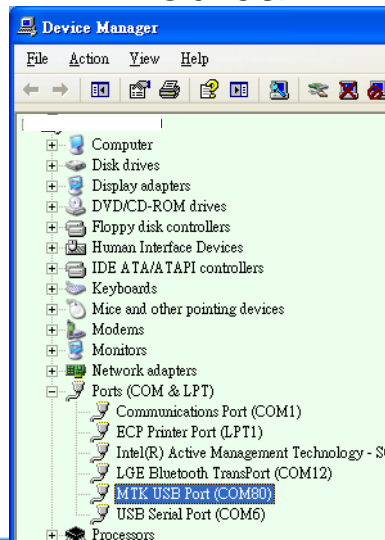 Device Manager
File Action View Help
Computer
Disk drives
Display adapters
DVD/CD-ROM drives
Floppy disk controllers
Human Interface Devices
IDE ATA/ATAPI controllers
Keyboards
Mice and other pointing devices
Modems
Monitors
Network adapters
Ports (COM & LPT)
Communications Port (COM1)
ECP Printer Port (LPT1)
Intel(R) Active Management Technology - S
LGE Bluetooth TransPort (COM12)
MTK USB Port (COM80)
USB Serial Port (COM6)
Processors